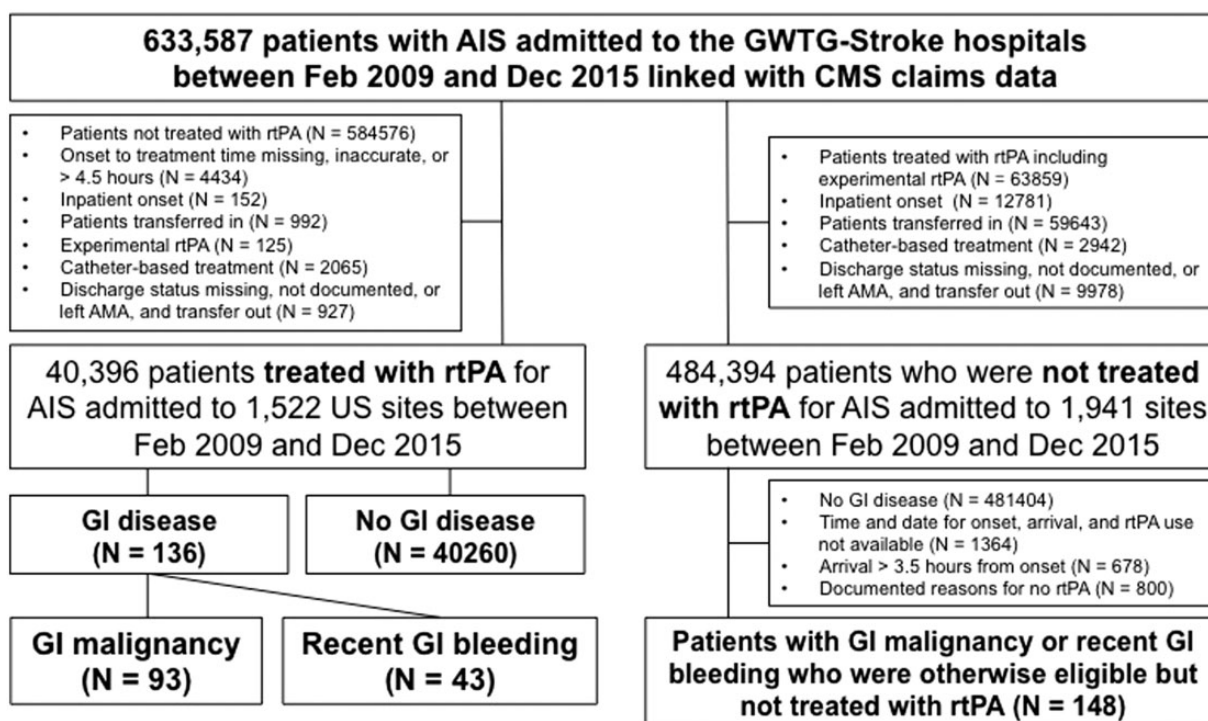 633,587 patients with AIS admitted to the GWTG-Stroke hospitals
between Feb 2009 and Dec 2015 linked with CMS claims data
• Patients not treated with rtPA (N = 584576)
• Onset to treatment time missing, inaccurate, or
> 4.5 hours (N = 4434)
• Inpatient onset (N = 152)
• Patients transferred in (N = 992)
• Experimental rtPA (N = 125)
• Catheter-based treatment (N = 2065)
• Discharge status missing, not documented, or
left AMA, and transfer out (N = 927)
• Patients treated with rtPA including
experimental rtPA (N = 63859)
• Inpatient onset (N = 12781)
• Patients transferred in (N = 59643)
• Catheter-based treatment (N = 2942)
• Discharge status missing, not documented, or
left AMA, and transfer out (N = 9978)
40,396 patients treated with rtPA for
AIS admitted to 1,522 US sites between
Feb 2009 and Dec 2015
484,394 patients who were not treated
with rtPA for AIS admitted to 1,941 sites
between Feb 2009 and Dec 2015
GI disease
(N = 136)
No GI disease
(N = 40260)
• No GI disease (N = 481404)
• Time and date for onset, arrival, and rtPA use
not available (N = 1364)
• Arrival > 3.5 hours from onset (N = 678)
• Documented reasons for no rtPA (N = 800)
GI malignancy
(N = 93)
Recent GI bleeding
(N = 43)
Patients with GI malignancy or recent GI
bleeding who were otherwise eligible but
not treated with rtPA (N = 148)